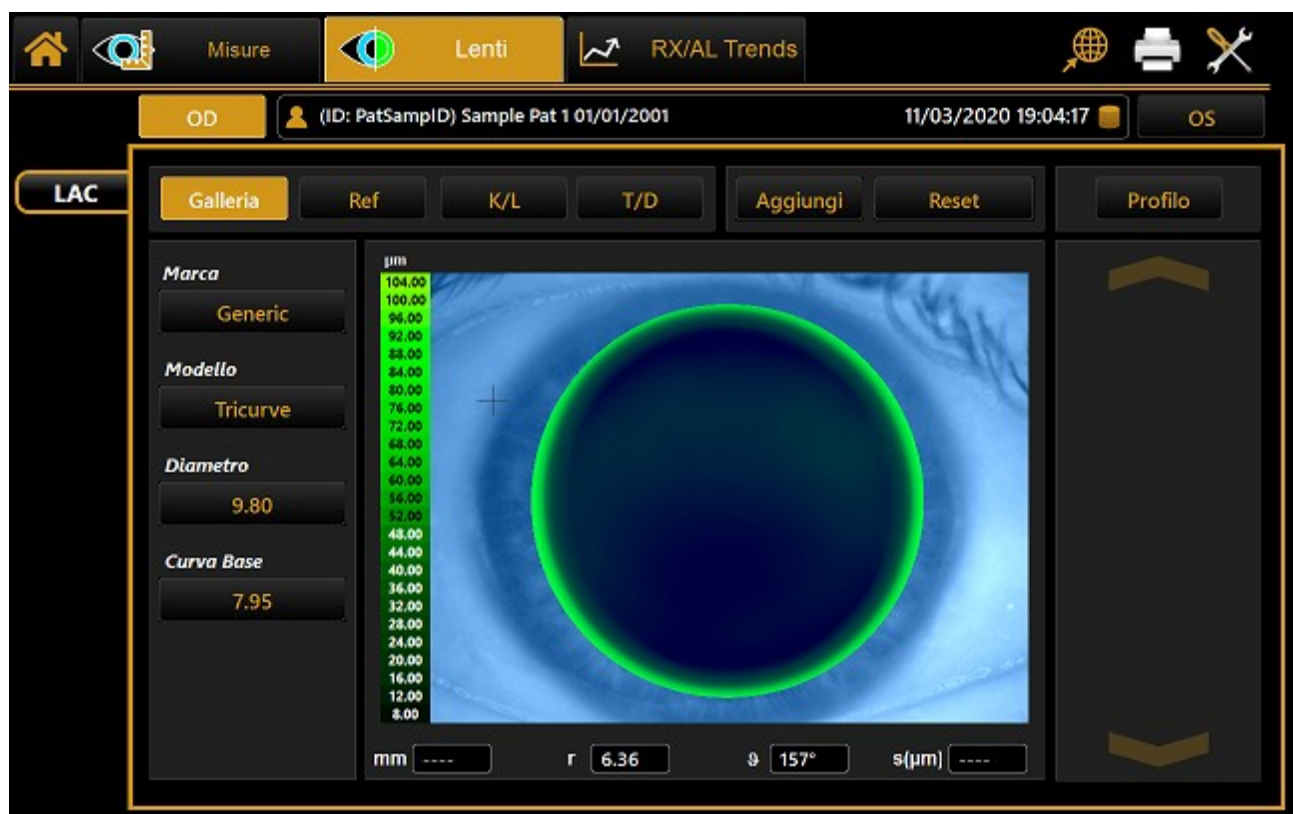 Misure
Lenti
RX/AL Trends
OD
(ID: PatSampID) Sample Pat 1 01/01/2001
11/03/2020 19:04:17
OS
LAC
Galleria
Ref
K/L
T/D
Aggiungi
Reset
Profilo
Marca
Generic
Modello
Tricurve
Diametro
9.80
Curva Base
7.95
µm
104.00
100.00
96.00
92.00
88.00
84.00
80.00
76.00
72.00
68.00
64.00
60.00
56.00
52.00
48.00
44.00
40.00
36.00
32.00
28.00
24.00
20.00
16.00
12.00
8.00
mm ----
r 6.36
ϑ 157°
s(µm) ----